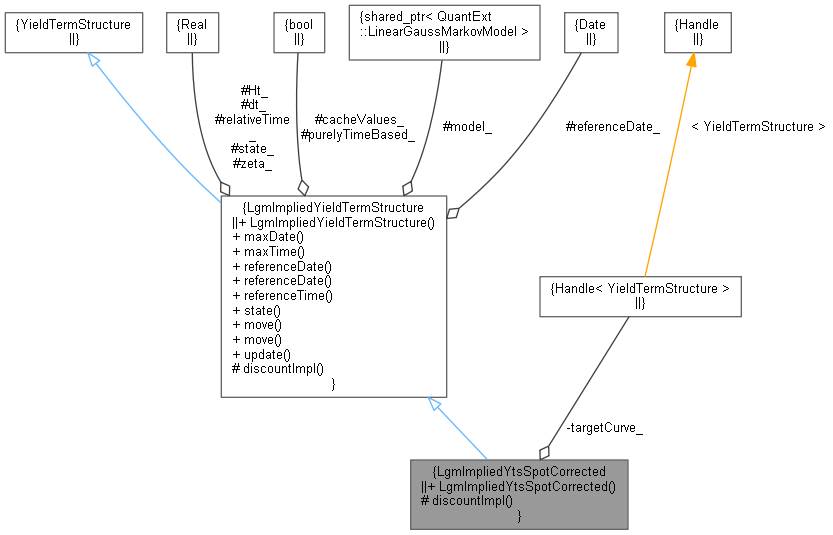 {YieldTermStructure
||}
{Real
||}
{bool
||}
{shared_ptr< QuantExt
::LinearGaussMarkovModel >
||}
{Date
||}
{Handle
||}
#Ht_
#dt_
#relativeTime
_
#state_
#zeta_
#cacheValues_
#purelyTimeBased_
#model_
#referenceDate_
< YieldTermStructure >
{LgmImpliedYieldTermStructure
||+ LgmImpliedYieldTermStructure()
+ maxDate()
+ maxTime()
+ referenceDate()
+ referenceDate()
+ referenceTime()
+ state()
+ move()
+ move()
+ update()
# discountImpl()
}
{Handle< YieldTermStructure >
||}
-targetCurve_
{LgmImpliedYtsSpotCorrected
||+ LgmImpliedYtsSpotCorrected()
# discountImpl()
}